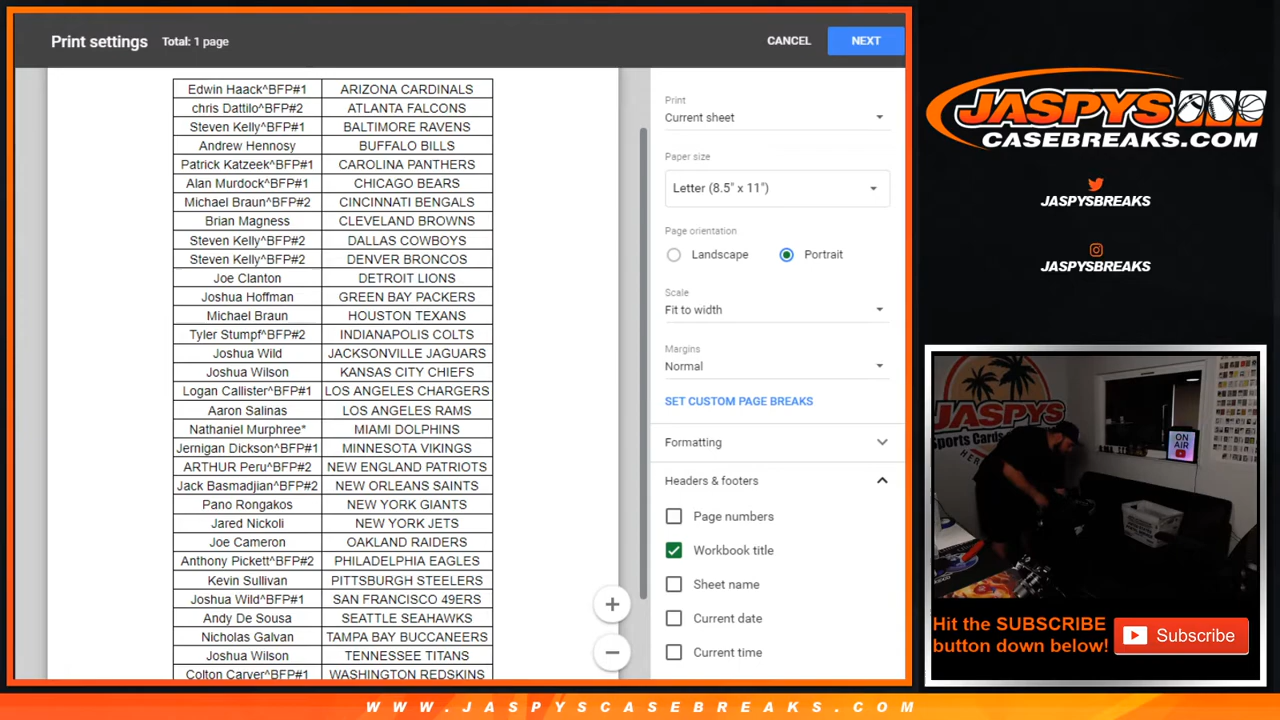 Print settings Total: 1 page CANCEL NEXT
Edwin Haack^BFP#1 ARIZONA CARDINALS
chris Dattilo^BFP#2 ATLANTA FALCONS
Steven Kelly^BFP#1 BALTIMORE RAVENS
Andrew Hennosy BUFFALO BILLS
Patrick Katzeek^BFP#1 CAROLINA PANTHERS
Alan Murdock^BFP#1 CHICAGO BEARS
Michael Braun^BFP#2 CINCINNATI BENGALS
Brian Magness CLEVELAND BROWNS
Steven Kelly^BFP#2 DALLAS COWBOYS
Steven Kelly^BFP#2 DENVER BRONCOS
Joe Clanton DETROIT LIONS
Joshua Hoffman GREEN BAY PACKERS
Michael Braun HOUSTON TEXANS
Tyler Stumpf^BFP#2 INDIANAPOLIS COLTS
Joshua Wild JACKSONVILLE JAGUARS
Joshua Wilson KANSAS CITY CHIEFS
Logan Callister^BFP#1 LOS ANGELES CHARGERS
Aaron Salinas LOS ANGELES RAMS
Nathaniel Murphree* MIAMI DOLPHINS
Jernigan Dickson^BFP#1 MINNESOTA VIKINGS
ARTHUR Peru^BFP#2 NEW ENGLAND PATRIOTS
Jack Basmadjian^BFP#2 NEW ORLEANS SAINTS
Pano Rongakos NEW YORK GIANTS
Jared Nickoli NEW YORK JETS
Joe Cameron OAKLAND RAIDERS
Anthony Pickett^BFP#2 PHILADELPHIA EAGLES
Kevin Sullivan PITTSBURGH STEELERS
Joshua Wild^BFP#1 SAN FRANCISCO 49ERS
Andy De Sousa SEATTLE SEAHAWKS
Nicholas Galvan TAMPA BAY BUCCANEERS
Joshua Wilson TENNESSEE TITANS
Colton Carver^BFP#1 WASHINGTON REDSKINS
Print
Current sheet
Paper size
Letter (8.5" x 11")
Page orientation
Landscape Portrait
Scale
Fit to width
Margins
Normal
SET CUSTOM PAGE BREAKS
Formatting
Headers & footers
Page numbers
Workbook title
Sheet name
Current date
Current time
JASPYS
CASEBREAKS.COM
JASPYSBREAKS
JASPYSBREAKS
JASPYS
Sports Cards
ON
AIR
Hit the SUBSCRIBE
button down below!
Subscribe
WWW.JASPYSCASEBREAKS.COM